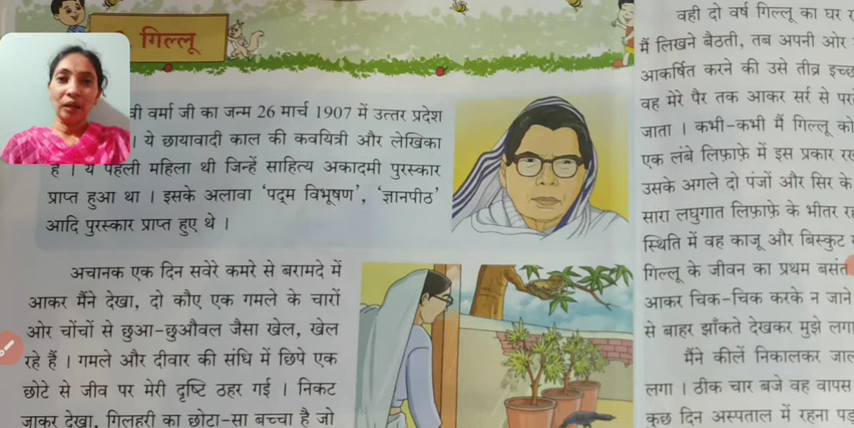 गिल्लू
वर्मा जी का जन्म 26 मार्च 1907 में उत्तर प्रदेश
। ये छायावादी काल की कवयित्री और लेखिका
हैं । ये पहली महिला थी जिन्हें साहित्य अकादमी पुरस्कार
प्राप्त हुआ था । इसके अलावा ‘पद्म विभूषण’, ‘ज्ञानपीठ’
आदि पुरस्कार प्राप्त हुए थे ।
अचानक एक दिन सवेरे कमरे से बरामदे में
आकर मैंने देखा, दो कौए एक गमले के चारों
ओर चोंचों से छुआ-छुऔवल जैसा खेल, खेल
रहे हैं । गमले और दीवार की संधि में छिपे एक
छोटे से जीव पर मेरी दृष्टि ठहर गई । निकट
जाकर देखा, गिलहरी का छोटा-सा बच्चा है जो
वही दो वर्ष गिल्लू का घर
मैं लिखने बैठती, तब अपनी ओर
आकर्षित करने की उसे तीव्र
वह मेरे पैर तक आकर सर्र से
जाता । कभी-कभी मैं गिल्लू को
एक लंबे लिफ़ाफ़े में इस प्रकार
उसके अगले दो पंजों और सिर के
सारा लघुगात लिफ़ाफ़े के भीतर
स्थिति में वह काजू और बिस्कुट
गिल्लू के जीवन का प्रथम बसंत
आकर चिक-चिक करके न जाने
से बाहर झाँकते देखकर मुझे लगा
मैंने कीलें निकालकर
लगा । ठीक चार बजे वह वापस
कुछ दिन अस्पताल में रहना